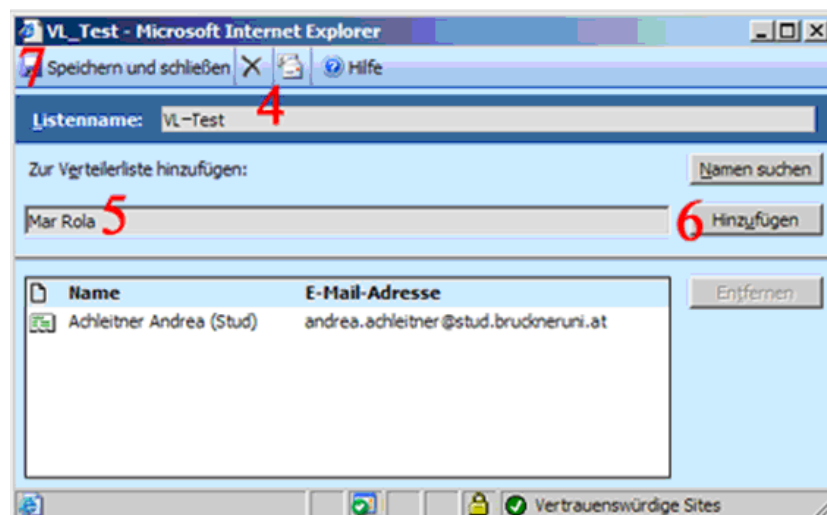 VL_Test - Microsoft Internet Explorer
7 Speichern und schließen Hilfe
4
Listenname: VL-Test
Zur Verteilerliste hinzufügen: Namen suchen
Mar Rola 5 6 Hinzufügen
Name E-Mail-Adresse Entfernen
Achleitner Andrea (Stud) andrea.achleitner@stud.bruckneruni.at
Vertrauenswürdige Sites